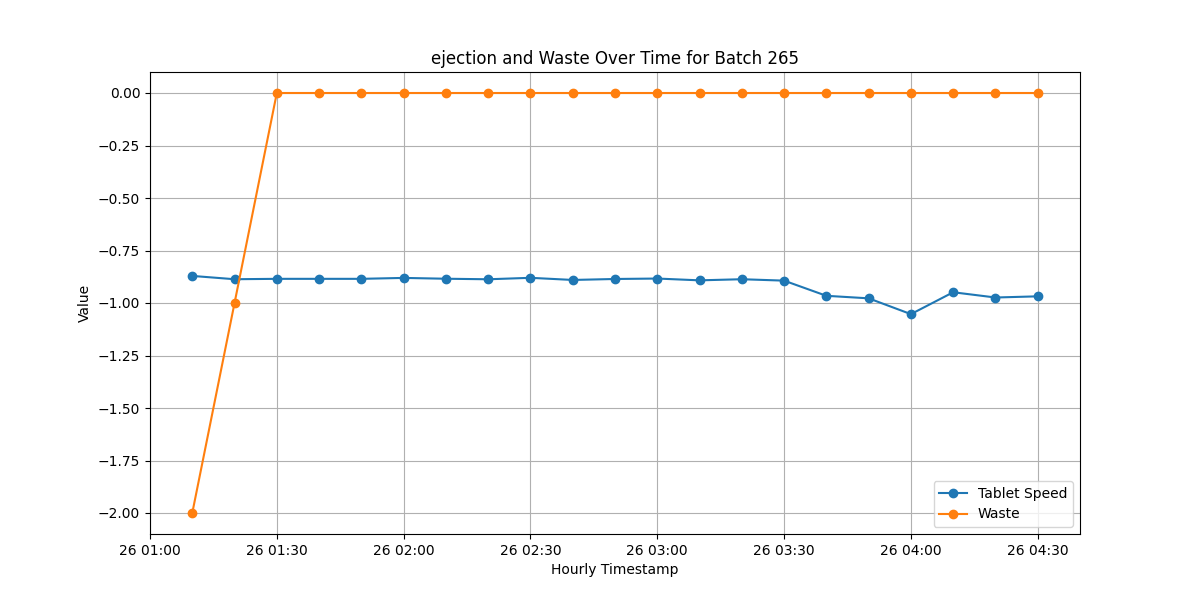 ejection and Waste Over Time for Batch 265
0.00
−0.25
−0.50
−0.75
−1.00
−1.25
−1.50
−1.75
−2.00
Value
Tablet Speed
Waste
26 01:00 26 01:30 26 02:00 26 02:30 26 03:00 26 03:30 26 04:00 26 04:30
Hourly Timestamp